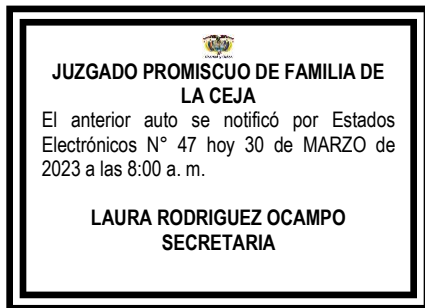 JUZGADO PROMISCUO DE FAMILIA DE
LA CEJA
El anterior auto se notificó por Estados
Electrónicos N° 47 hoy 30 de MARZO de
2023 a las 8:00 a. m.
LAURA RODRIGUEZ OCAMPO
SECRETARIA